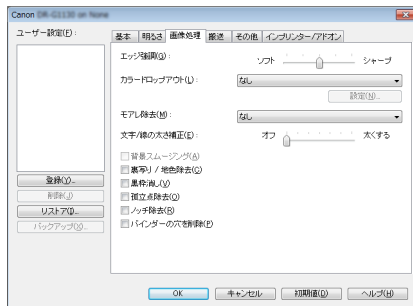 Canon DR-G1130 on None
ユーザー設定(F):
基本 明るさ 画像処理 搬送 その他 インプリンター/アドオン
エッジ強調(G): ソフト シャープ
カラードロップアウト(L): なし
設定(N)...
モアレ除去(M): なし
文字/線の太さ補正(E): オフ 太くする
背景スムージング(A)
裏写り / 地色除去(C)
黒枠消し(V)
孤立点除去(O)
ノッチ除去(R)
バインダーの穴を削除(P)
登録(Y)...
削除(J)
リストア(I)...
バックアップ(X)...
OK キャンセル 初期値(D) ヘルプ(H)